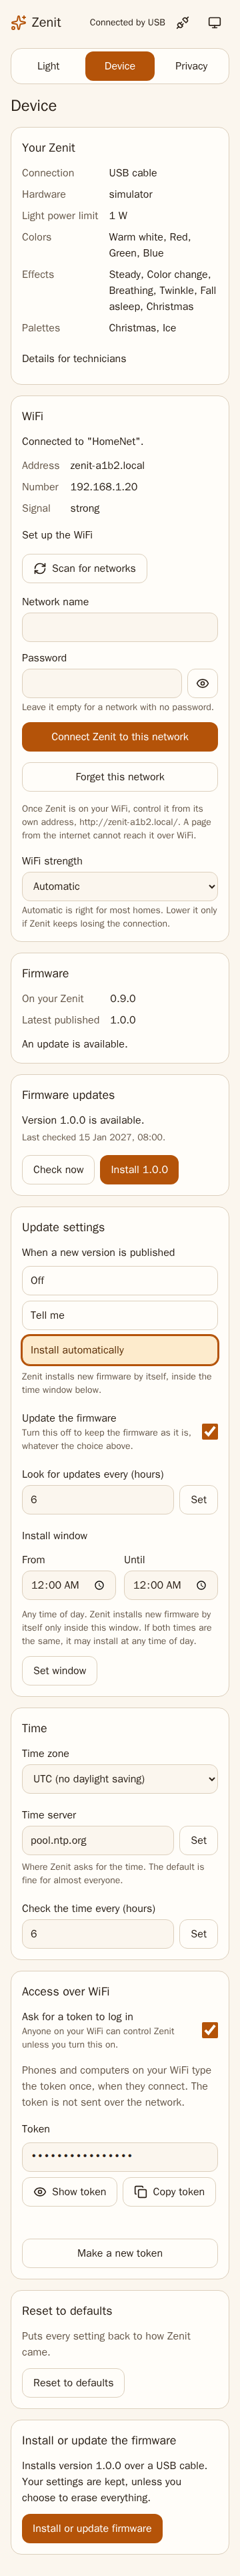 Zenit
Connected by USB
Light
Device
Privacy
Device
Your Zenit
Connection USB cable
Hardware simulator
Light power limit 1 W
Colors Warm white, Red,
Green, Blue
Effects Steady, Color change,
Breathing, Twinkle, Fall
asleep, Christmas
Palettes Christmas, Ice
Details for technicians
WiFi
Connected to "HomeNet".
Address zenit-a1b2.local
Number 192.168.1.20
Signal strong
Set up the WiFi
Scan for networks
Network name
Password
Leave it empty for a network with no password.
Connect Zenit to this network
Forget this network
Once Zenit is on your WiFi, control it from its
own address, http://zenit-a1b2.local/. A page
from the internet cannot reach it over WiFi.
WiFi strength
Automatic
Automatic is right for most homes. Lower it only
if Zenit keeps losing the connection.
Firmware
On your Zenit 0.9.0
Latest published 1.0.0
An update is available.
Firmware updates
Version 1.0.0 is available.
Last checked 15 Jan 2027, 08:00.
Check now
Install 1.0.0
Update settings
When a new version is published
Off
Tell me
Install automatically
Zenit installs new firmware by itself, inside the
time window below.
Update the firmware
Turn this off to keep the firmware as it is,
whatever the choice above.
Look for updates every (hours)
6
Set
Install window
From
Until
12:00 AM
12:00 AM
Any time of day. Zenit installs new firmware by
itself only inside this window. If both times are
the same, it may install at any time of day.
Set window
Time
Time zone
UTC (no daylight saving)
Time server
pool.ntp.org
Set
Where Zenit asks for the time. The default is
fine for almost everyone.
Check the time every (hours)
6
Set
Access over WiFi
Ask for a token to log in
Anyone on your WiFi can control Zenit
unless you turn this on.
Phones and computers on your WiFi type
the token once, when they connect. The
token is not sent over the network.
Token
••••••••••••••••
Show token
Copy token
Make a new token
Reset to defaults
Puts every setting back to how Zenit
came.
Reset to defaults
Install or update the firmware
Installs version 1.0.0 over a USB cable.
Your settings are kept, unless you
choose to erase everything.
Install or update firmware